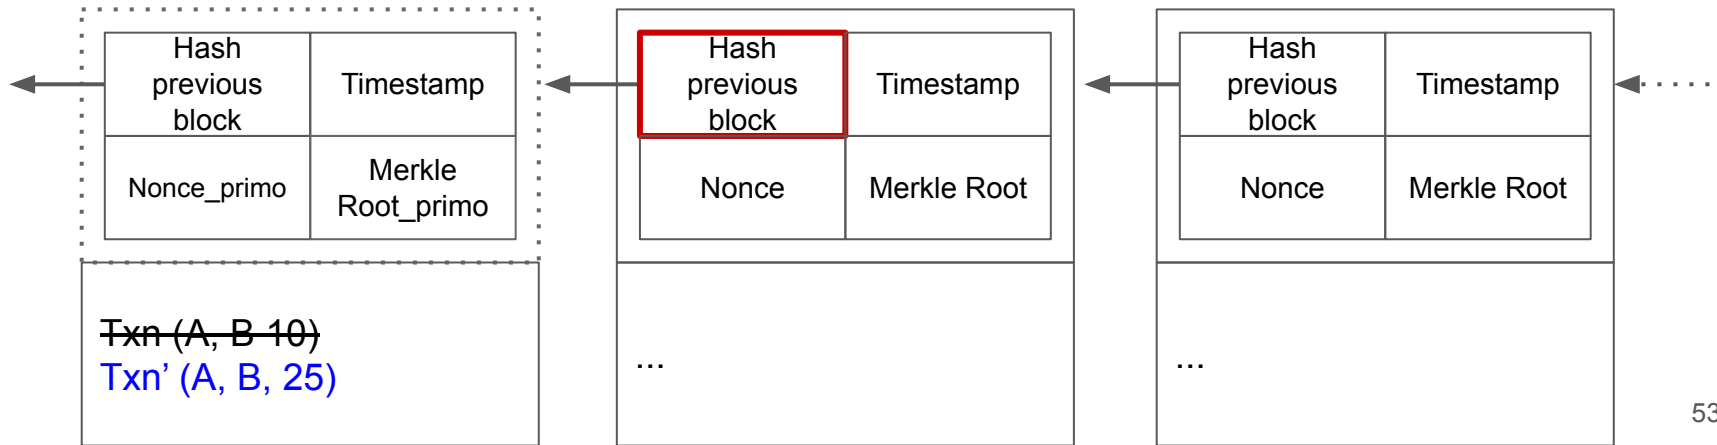 Hash
previous
block
Timestamp
Nonce_primo
Merkle
Root_primo
Txn (A, B 10)
Txn’ (A, B, 25)
Hash
previous
block
Timestamp
Nonce
Merkle Root
...
Hash
previous
block
Timestamp
Nonce
Merkle Root
...
53